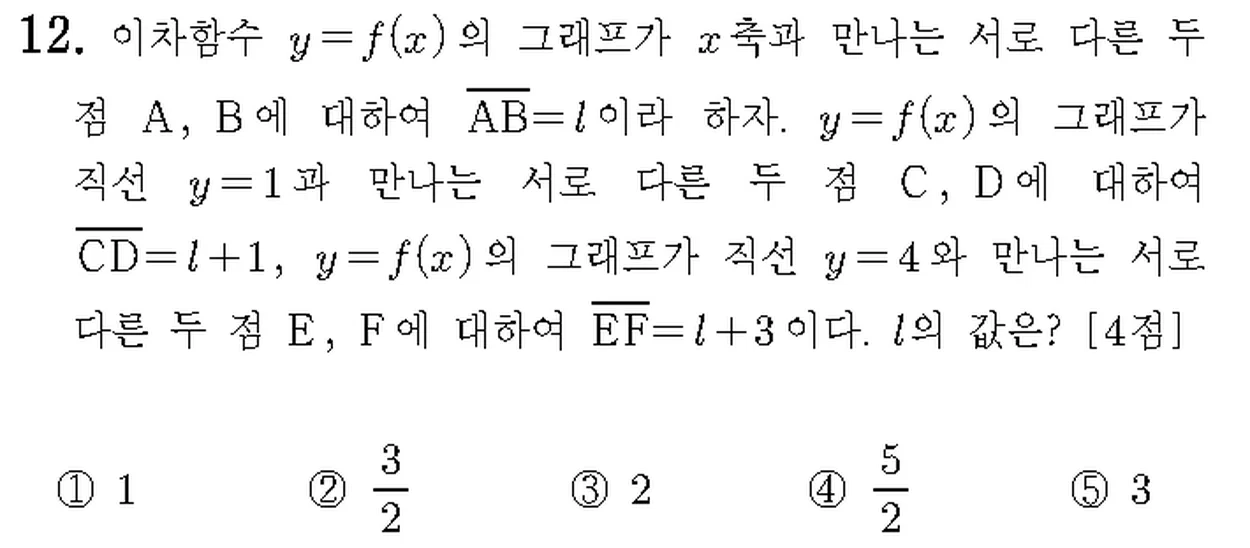 12. 이차함수 y=f(x)의 그래프가 x축과 만나는 서로 다른 두
점 A, B에 대하여 \overline{AB}=l이라 하자. y=f(x)의 그래프가
직선 y=1과 만나는 서로 다른 두 점 C, D에 대하여
\overline{CD}=l+1, y=f(x)의 그래프가 직선 y=4와 만나는 서로
다른 두 점 E, F에 대하여 \overline{EF}=l+3이다. l의 값은? [4점]
① 1 ② 3/2 ③ 2 ④ 5/2 ⑤ 3